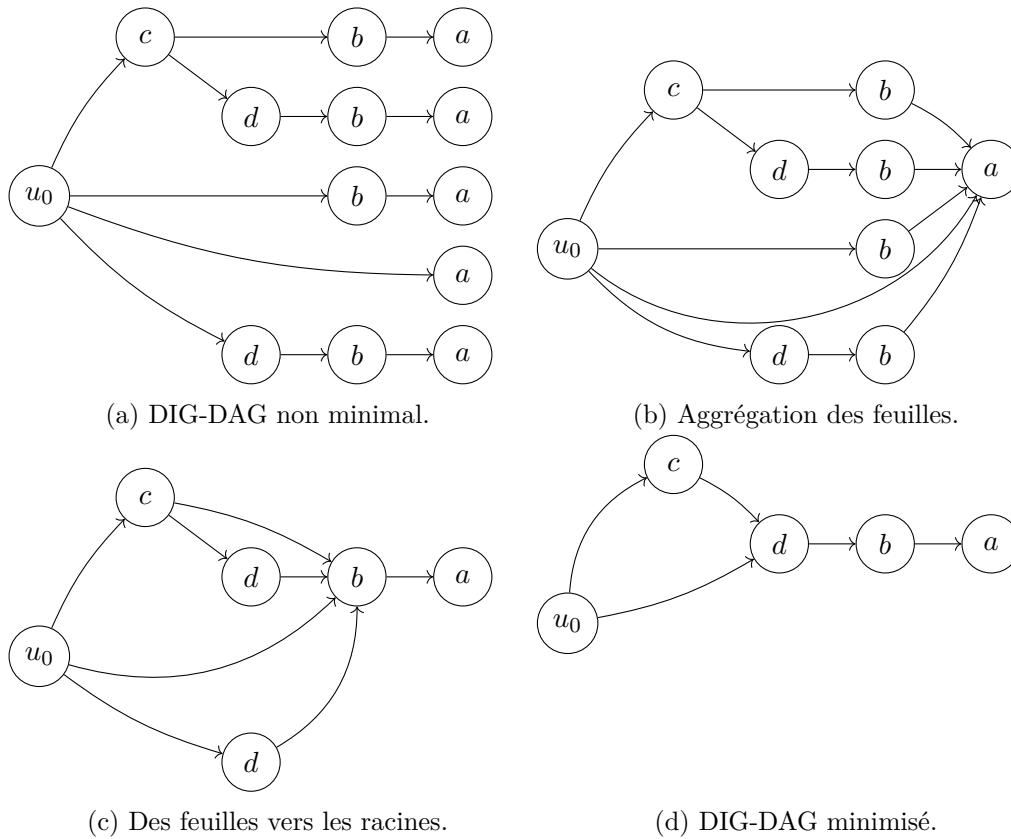 c b a
d b a
u0 b a
a
d b a
(a) DIG-DAG non minimal.
c b
d b a
u0 b
d b
(b) Aggrégation des feuilles.
c
d b a
u0
d
(c) Des feuilles vers les racines.
c
d b a
u0
(d) DIG-DAG minimisé.